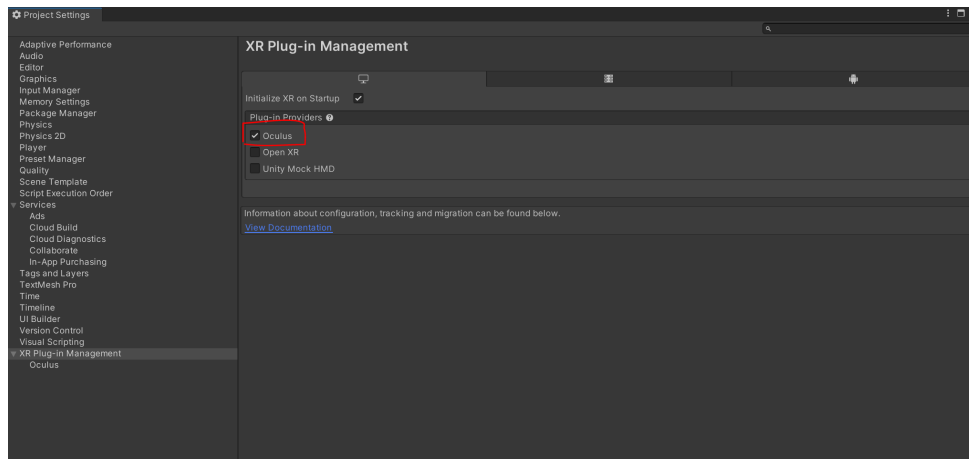 Project Settings
Adaptive Performance
Audio
Editor
Graphics
Input Manager
Memory Settings
Package Manager
Physics
Physics 2D
Player
Preset Manager
Quality
Scene Template
Script Execution Order
Services
Ads
Cloud Build
Cloud Diagnostics
Collaborate
In-App Purchasing
Tags and Layers
TextMesh Pro
Time
Timeline
UI Builder
Version Control
Visual Scripting
XR Plug-in Management
Oculus
XR Plug-in Management
Initialize XR on Startup
Plug-in Providers
Oculus
Open XR
Unity Mock HMD
Information about configuration, tracking and migration can be found below.
View Documentation